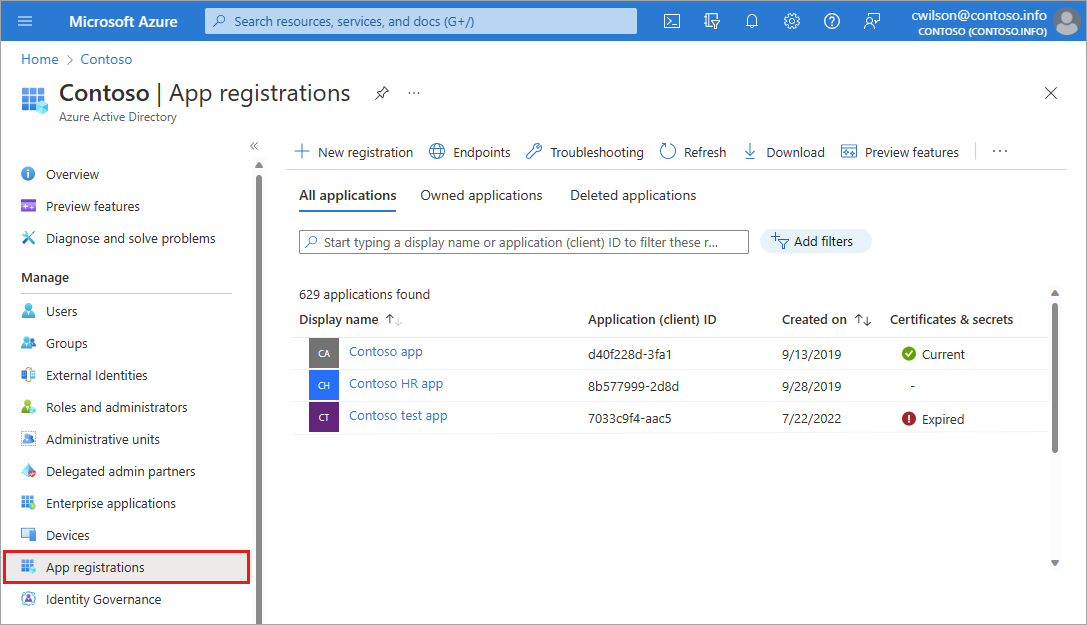 Microsoft Azure
Search resources, services, and docs (G+/)
cwilson@contoso.info
CONTOSO (CONTOSO.INFO)
Home > Contoso
Contoso | App registrations
Azure Active Directory
Overview
Preview features
Diagnose and solve problems
Manage
Users
Groups
External Identities
Roles and administrators
Administrative units
Delegated admin partners
Enterprise applications
Devices
App registrations
Identity Governance
New registration Endpoints Troubleshooting Refresh Download Preview features
All applications Owned applications Deleted applications
Start typing a display name or application (client) ID to filter these r...
Add filters
629 applications found
Display name Application (client) ID Created on Certificates & secrets
CA Contoso app d40f228d-3fa1 9/13/2019 Current
CH Contoso HR app 8b577999-2d8d 9/28/2019 -
CT Contoso test app 7033c9f4-aac5 7/22/2022 Expired